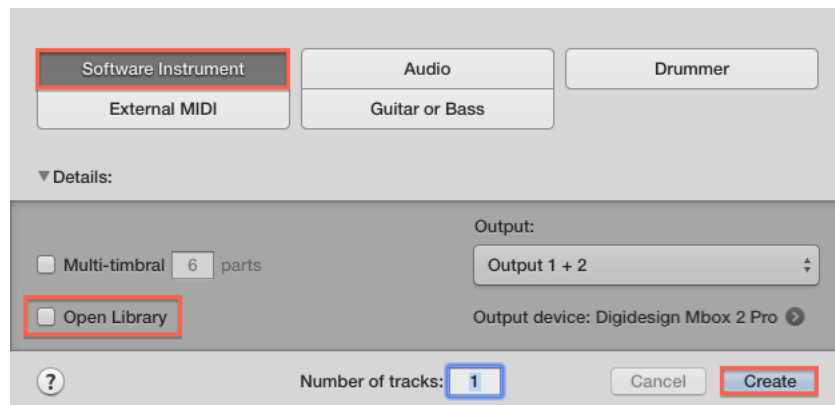 Software Instrument
Audio
Drummer
External MIDI
Guitar or Bass
Details:
Output:
Multi-timbral 6 parts
Output 1 + 2
Open Library
Output device: Digidesign Mbox 2 Pro
? Number of tracks: 1 Cancel Create